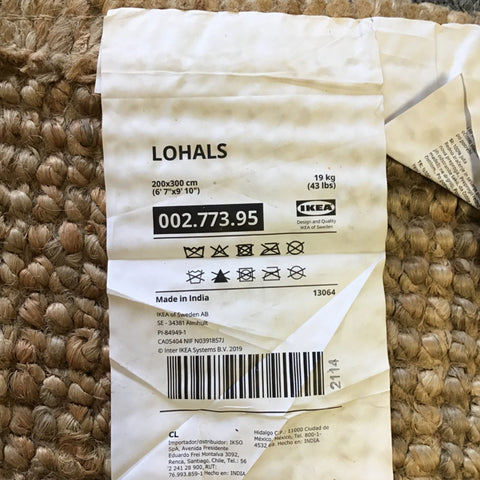 LOHALS
200x300 cm
(6' 7"x9' 10")
19 kg
(43 lbs)
002.773.95
IKEA
Design and Quality
IKEA of Sweden
Made in India
13064
IKEA of Sweden AB
SE - 34381 Älmhult
PI-84949-1
CA05404 NIF N0391857J
© Inter IKEA Systems B.V. 2019
2114
CL
Importador/distribuidor: IKSO
SpA, Avenida Presidente
Eduardo Frei Montalva 3092,
Renca, Santiago, Chile, Tel.: 56
2 241 28 900, RUT:
76.993.859-1 Hecho en: INDIA
Hidalgo C.P.: 11000 Ciudad de
México, México, Tel. 800-1-
4532 ea Hecho en: INDIA.